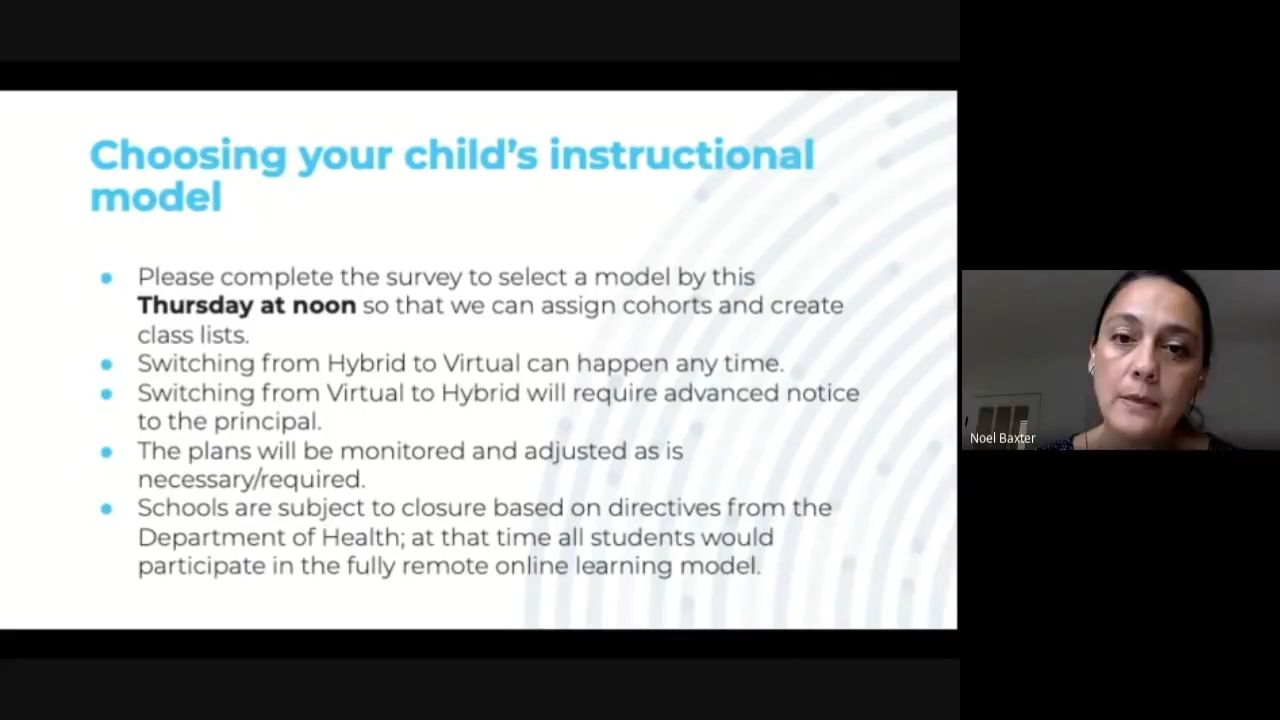 Choosing your child's instructional
model
Please complete the survey to select a model by this
Thursday at noon so that we can assign cohorts and create
class lists.
Switching from Hybrid to Virtual can happen any time.
Switching from Virtual to Hybrid will require advanced notice
to the principal.
The plans will be monitored and adjusted as is
necessary/required.
Schools are subject to closure based on directives from the
Department of Health; at that time all students would
participate in the fully remote online learning model.
Noel Baxter